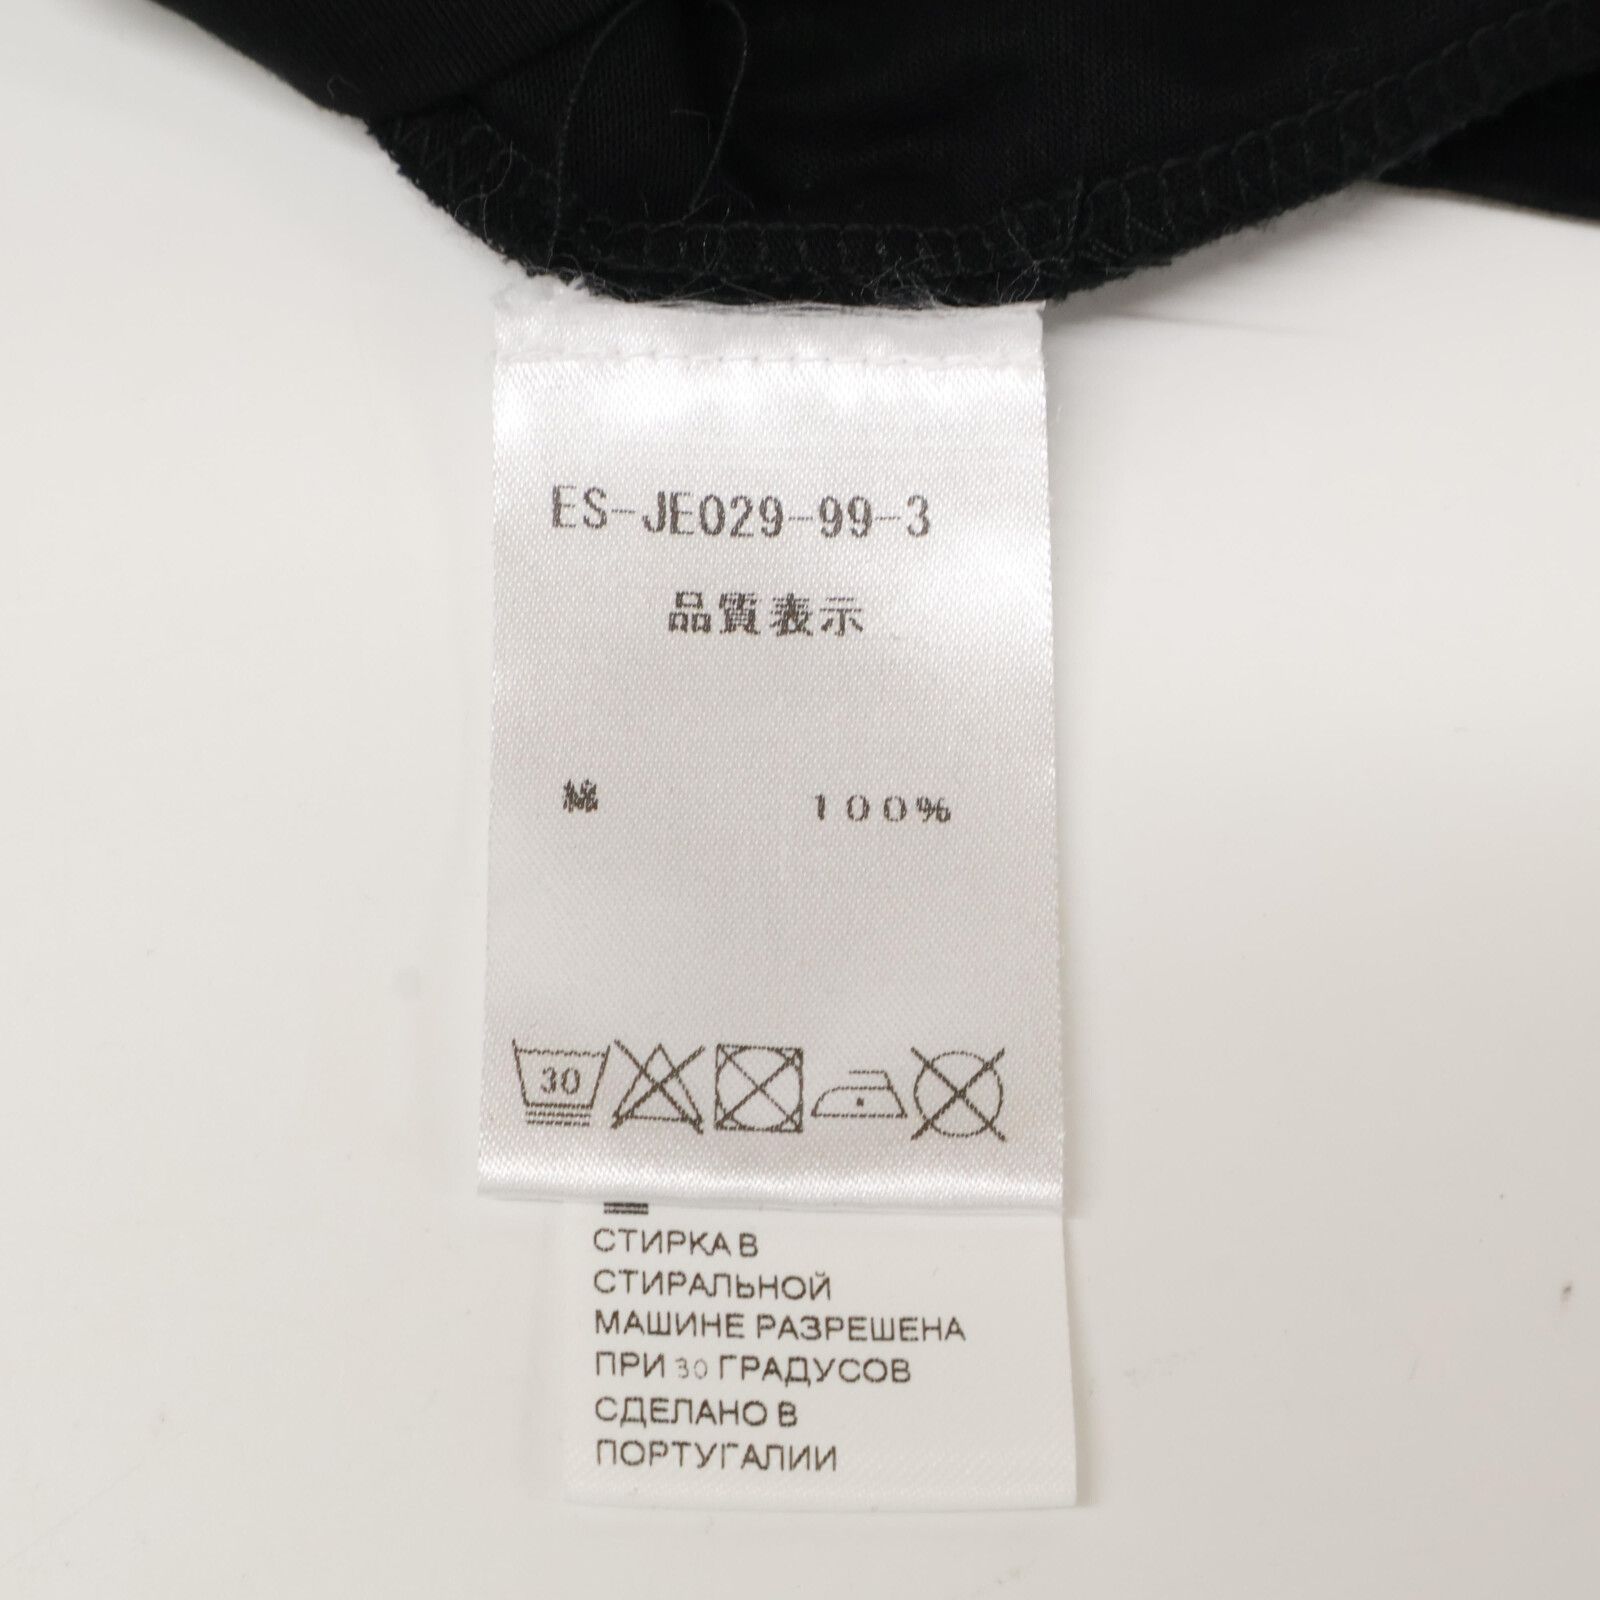 ES-JE029-99-3
品質表示
綿 100%
30
СТИРКА В
СТИРАЛЬНОЙ
МАШИНЕ РАЗРЕШЕНА
ПРИ 30 ГРАДУСОВ
СДЕЛАНО В
ПОРТУГАЛИИ